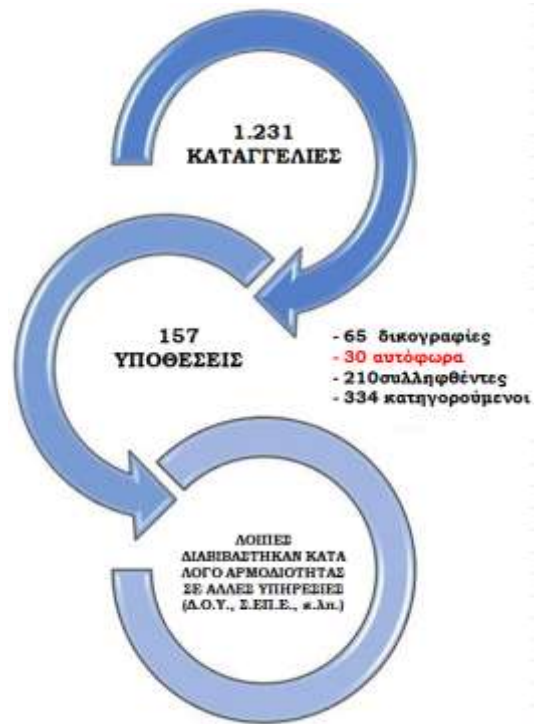 1.231
ΚΑΤΑΓΓΕΛΙΕΣ
157
ΥΠΟΘΕΣΕΙΣ
- 65 δικογραφίες
- 30 αυτόφωρα
- 210συλληφθέντες
- 334 κατηγορούμενοι
ΛΟΙΠΕΣ
ΔΙΑΒΙΒΑΣΤΗΚΑΝ ΚΑΤΑ
ΛΟΓΟ ΑΡΜΟΔΙΟΤΗΤΑΣ
ΣΕ ΑΛΛΕΣ ΥΠΗΡΕΣΙΕΣ
(Δ.Ο.Υ., Σ.ΕΠ.Ε., κ.λπ.)